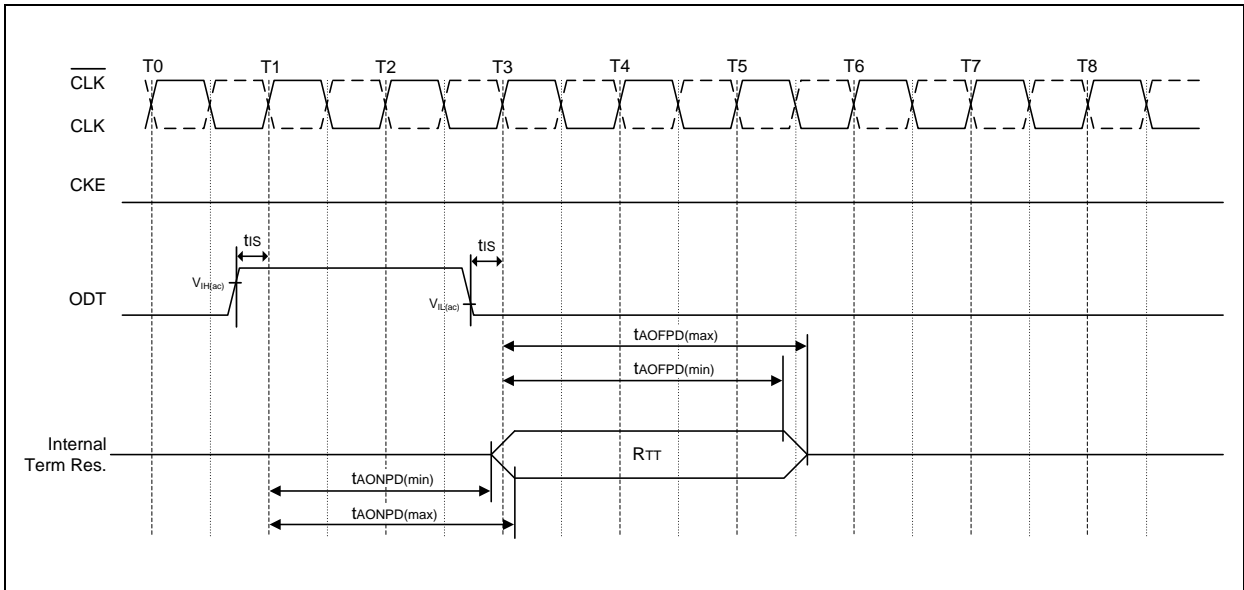 T0 T1 T2 T3 T4 T5 T6 T7 T8
CLK
CLK
CKE
tIS
tIS
VIH(ac)
ODT
VIL(ac)
tAOFPD(max)
tAOFPD(min)
Internal
Term Res.
RTT
tAONPD(min)
tAONPD(max)